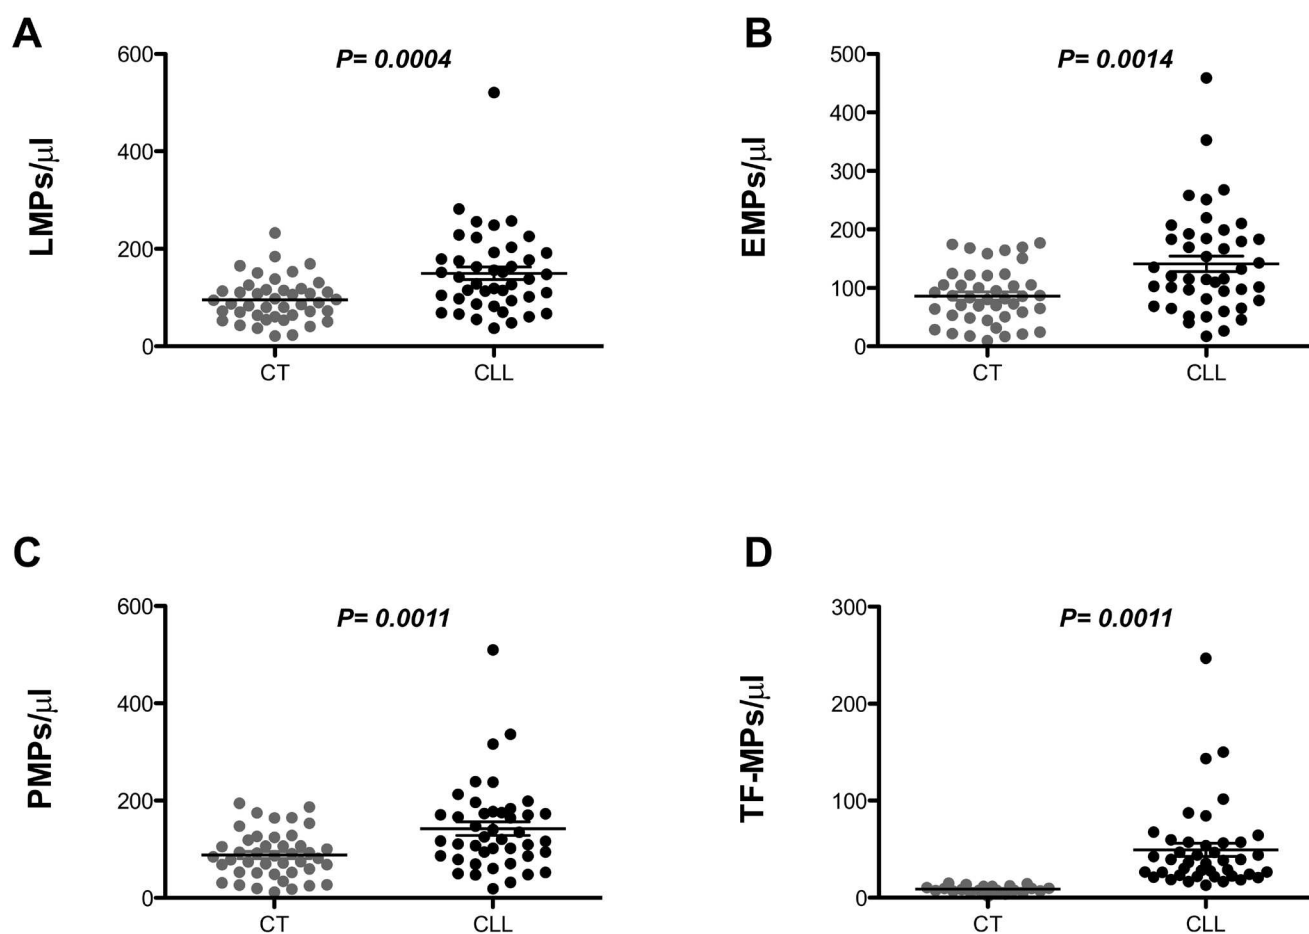 A
P= 0.0004
LMPs/μl
600
400
200
0
CT
CLL
B
P= 0.0014
EMPs/μl
500
400
300
200
100
0
CT
CLL
C
P= 0.0011
PMPs/μl
600
400
200
0
CT
CLL
D
P= 0.0011
TF-MPs/μl
300
200
100
0
CT
CLL